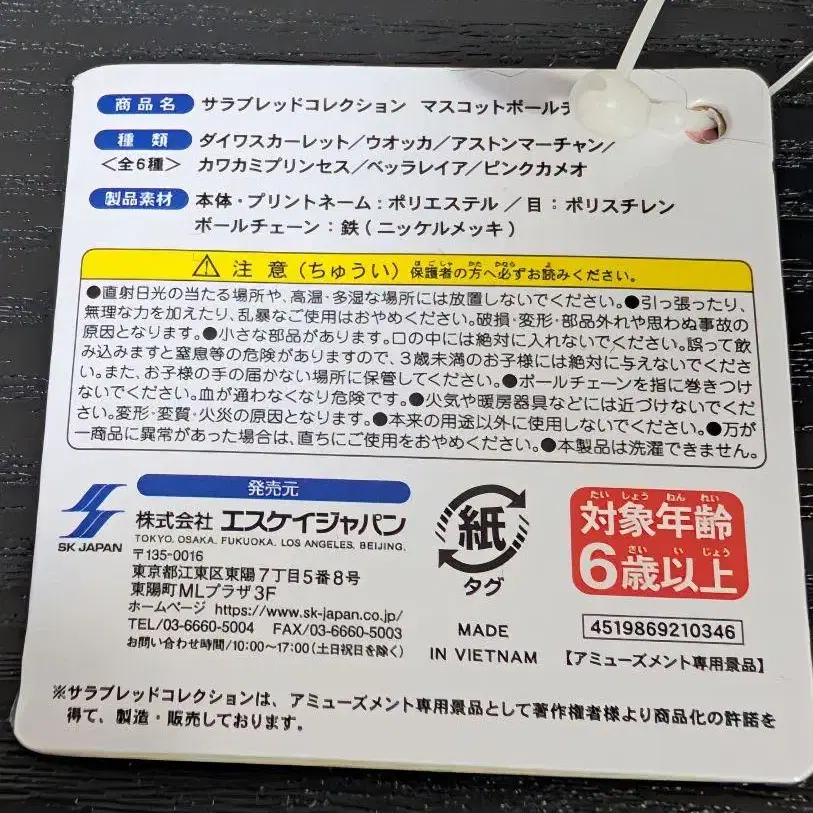 商品名 サラブレッドコレクション マスコットボール
種類 ダイワスカーレット/ウオッカ/アストンマーチャン/
<全6種> カワカミプリンセス/ベッラレイア/ピンクカメオ
製品素材 本体・プリントネーム:ポリエステル/目:ポリスチレン
ボールチェーン:鉄(ニッケルメッキ)
⚠ 注意(ちゅうい) 保護者の方へ必ずお読みください。
ほごしゃ かた かなら よ
●直射日光の当たる場所や、高温・多湿な場所には放置しないでください。●引っ張ったり、
無理な力を加えたり、乱暴なご使用はおやめください。破損・変形・部品外れや思わぬ事故の
原因となります。●小さな部品があります。口の中には絶対に入れないでください。誤って飲
み込みますと窒息等の危険がありますので、3歳未満のお子様には絶対に与えないでくださ
い。また、お子様の手の届かない場所に保管してください。●ボールチェーンを指に巻きつけ
ないでください。血が通わなくなり危険です。●火気や暖房器具などには近づけないでくださ
い。変形・変質・火災の原因となります。●本来の用途以外に使用しないでください。●万が
一商品に異常があった場合は、直ちにご使用をおやめください。●本製品は洗濯できません。
発売元
SK JAPAN
株式会社 エスケイジャパン
TOKYO. OSAKA. FUKUOKA. LOS ANGELES. BEIJING.
〒135-0016
東京都江東区東陽7丁目5番8号
東陽町MLプラザ3F
ホームページ https://www.sk-japan.co.jp/
TEL/03-6660-5004 FAX/03-6660-5003
お問い合わせ時間/10:00~17:00(土日祝日を除く)
紙
タグ
MADE
IN VIETNAM
たいしょうねんれい
対象年齢
さいいじょう
6歳以上
4519869210346
【アミューズメント専用景品】
※サラブレッドコレクションは、アミューズメント専用景品として著作権者様より商品化の許諾を
得て、製造・販売しております。